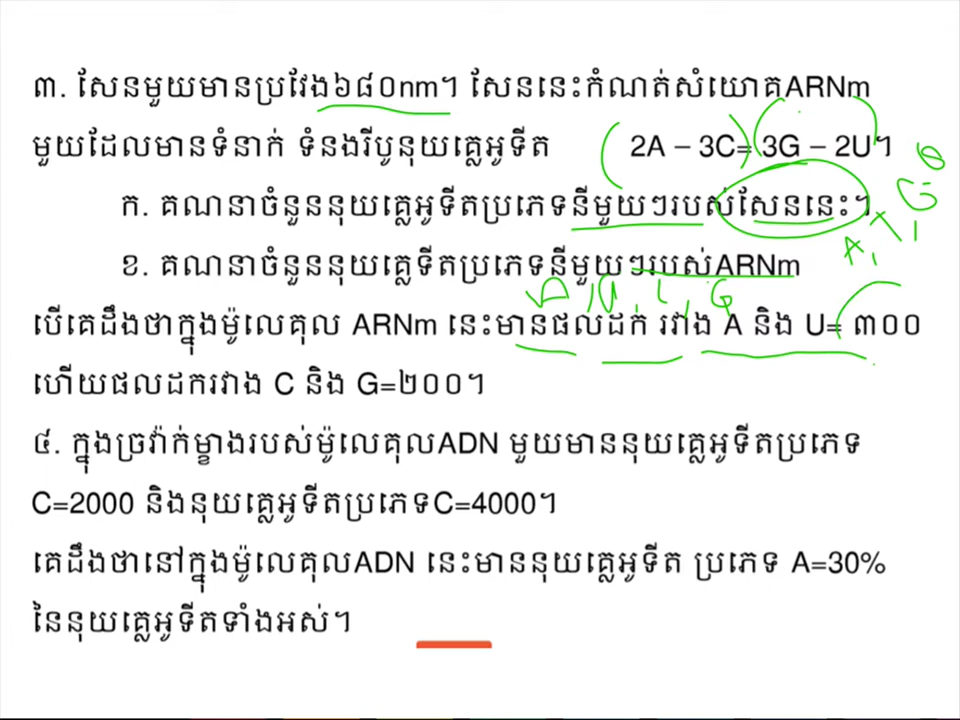 ៣. សែនមួយមានប្រវែង៦៨០nm។ សែននេះកំណត់សំយោគARNm
មួយដែលមានទំនាក់ ទំនងរីបូនុយគ្លេអូទីត (2A – 3C)= (3G – 2U)។
ក. គណនាចំនួននុយគ្លេអូទីតប្រភេទនីមួយៗរបស់សែននេះ។ A, T, G
ខ. គណនាចំនួននុយគ្លេទីតប្រភេទនីមួយៗរបស់ARNm
បើគេដឹងថាក្នុងម៉ូលេគុល ARNm នេះមានផលដក់ រវាង A និង U= ៣០០
ហើយផលដករវាង C និង G=២០០។
៤. ក្នុងច្រវ៉ាក់ម្ខាងរបស់ម៉ូលេគុលADN មួយមាននុយគ្លេអូទីតប្រភេទ
C=2000 និងនុយគ្លេអូទីតប្រភេទC=4000។
គេដឹងថានៅក្នុងម៉ូលេគុលADN នេះមាននុយគ្លេអូទីត ប្រភេទ A=30%
នៃនុយគ្លេអូទីតទាំងអស់។